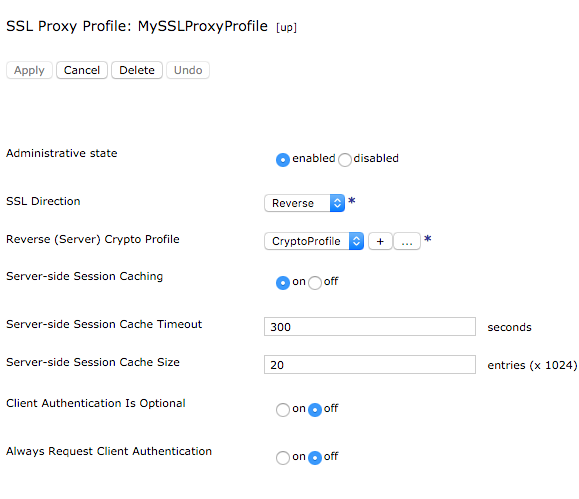 SSL Proxy Profile: MySSLProxyProfile [up]
Apply Cancel Delete Undo
Administrative state enabled disabled
SSL Direction Reverse *
Reverse (Server) Crypto Profile CryptoProfile + ... *
Server-side Session Caching on off
Server-side Session Cache Timeout 300 seconds
Server-side Session Cache Size 20 entries (x 1024)
Client Authentication Is Optional on off
Always Request Client Authentication on off